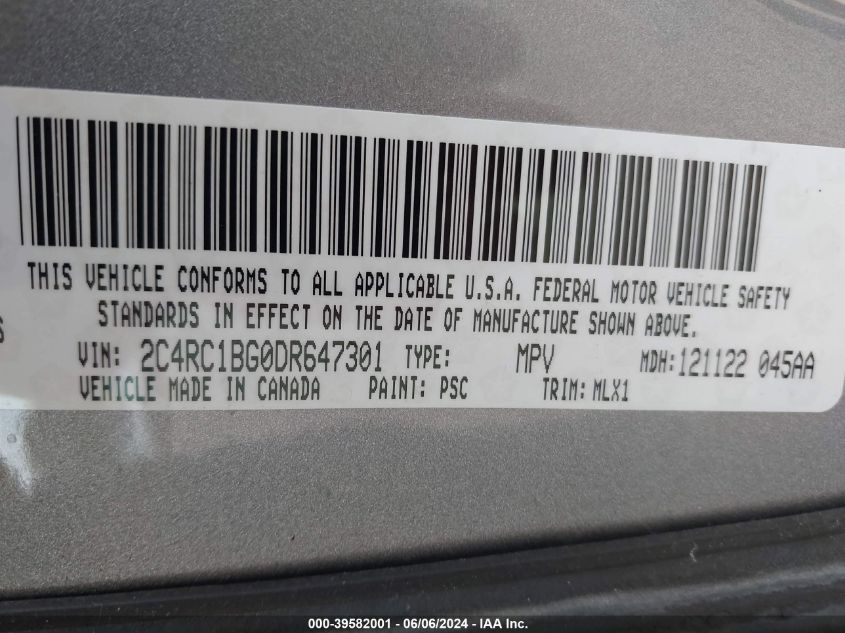 THIS VEHICLE CONFORMS TO ALL APPLICABLE U.S.A. FEDERAL MOTOR VEHICLE SAFETY
STANDARDS IN EFFECT ON THE DATE OF MANUFACTURE SHOWN ABOVE.
S
VIN: 2C4RC1BG0DR647301 TYPE: MPV MDH:121122 045AA
VEHICLE MADE IN CANADA PAINT: PSC TRIM: MLX1
000-39582001 - 06/06/2024 - IAA Inc.